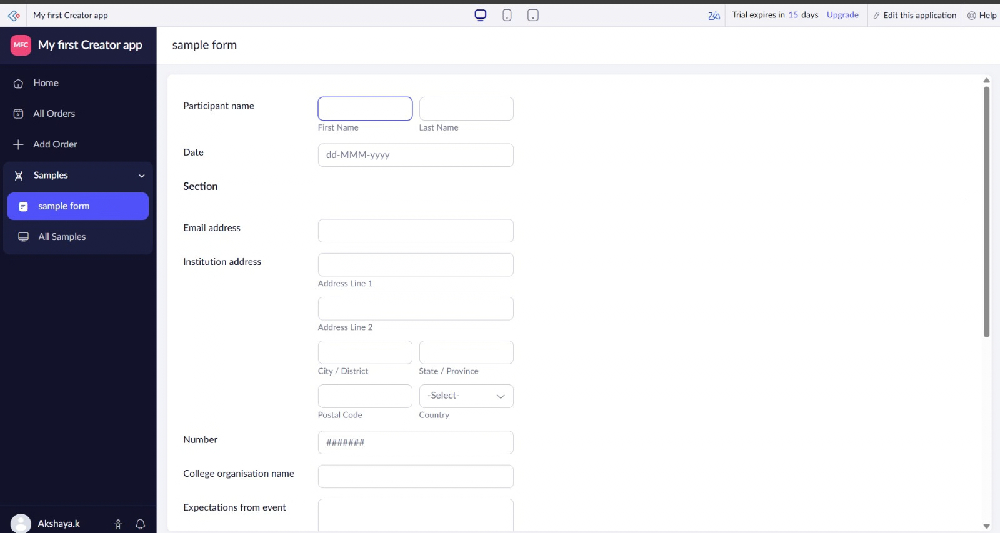 My first Creator app
Trial expires in 15 days Upgrade
Edit this application
Help
MFC My first Creator app
Home
All Orders
Add Order
Samples
sample form
All Samples
Akshaya.k
sample form
Participant name
First Name Last Name
Date dd-MMM-yyyy
Section
Email address
Institution address
Address Line 1
Address Line 2
City / District State / Province
-Select-
Postal Code Country
Number #######
College organisation name
Expectations from event